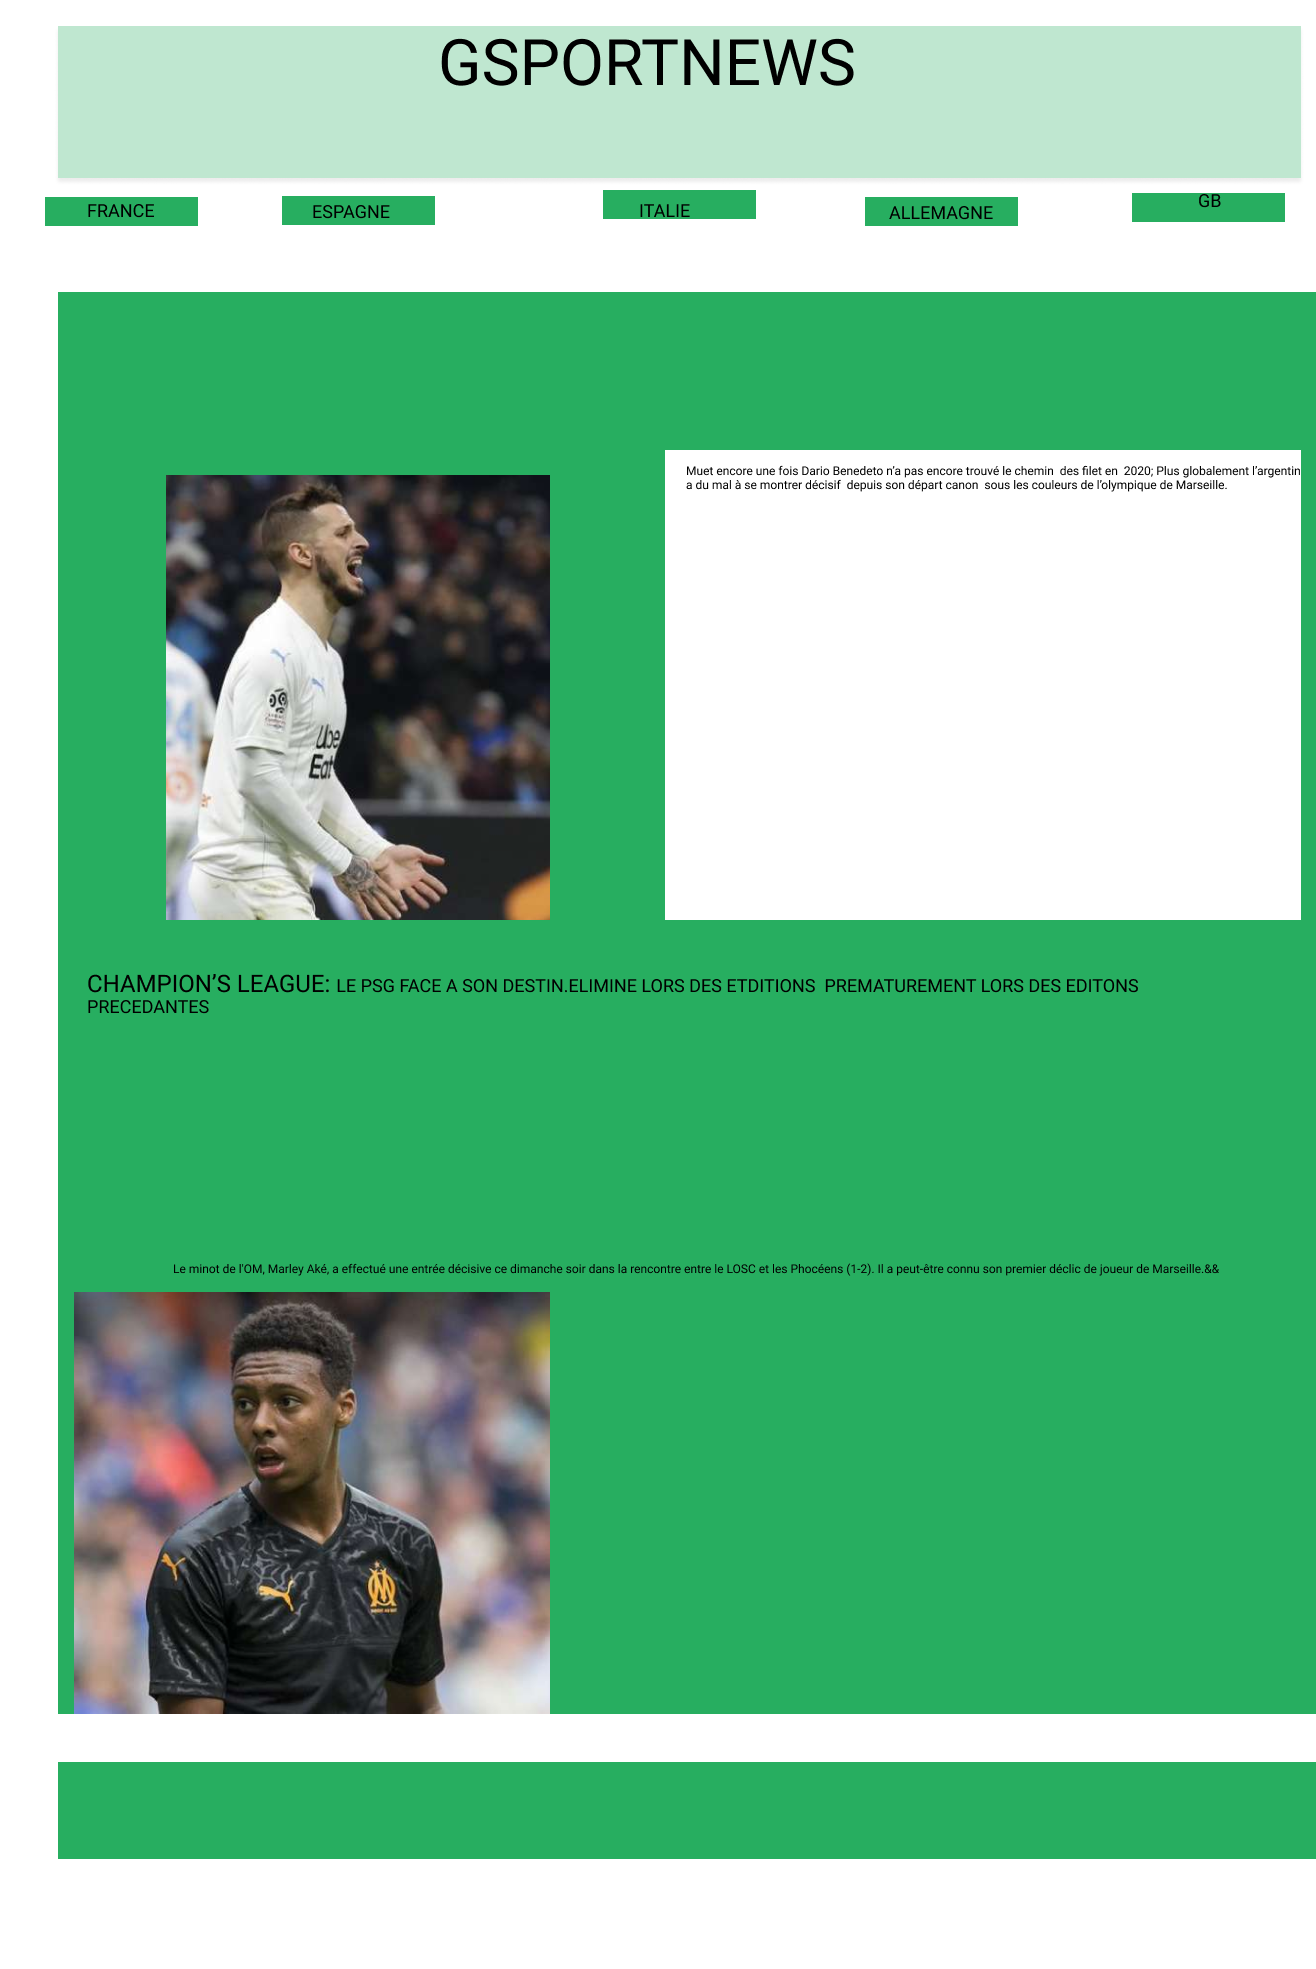 GSPORTNEWS
FRANCE
ESPAGNE
ITALIE
ALLEMAGNE
GB
Muet encore une fois Dario Benedeto n’a pas encore trouvé le chemin  des filet en  2020; Plus globalement l’argentin
a du mal à se montrer décisif  depuis son départ canon  sous les couleurs de l’olympique de Marseille.
Ube
Eat
CHAMPION’S LEAGUE: LE PSG FACE A SON DESTIN.ELIMINE LORS DES ETDITIONS  PREMATUREMENT LORS DES EDITONS
PRECEDANTES
Le minot de l’OM, Marley Aké, a effectué une entrée décisive ce dimanche soir dans la rencontre entre le LOSC et les Phocéens (1-2). Il a peut-être connu son premier déclic de joueur de Marseille.&&